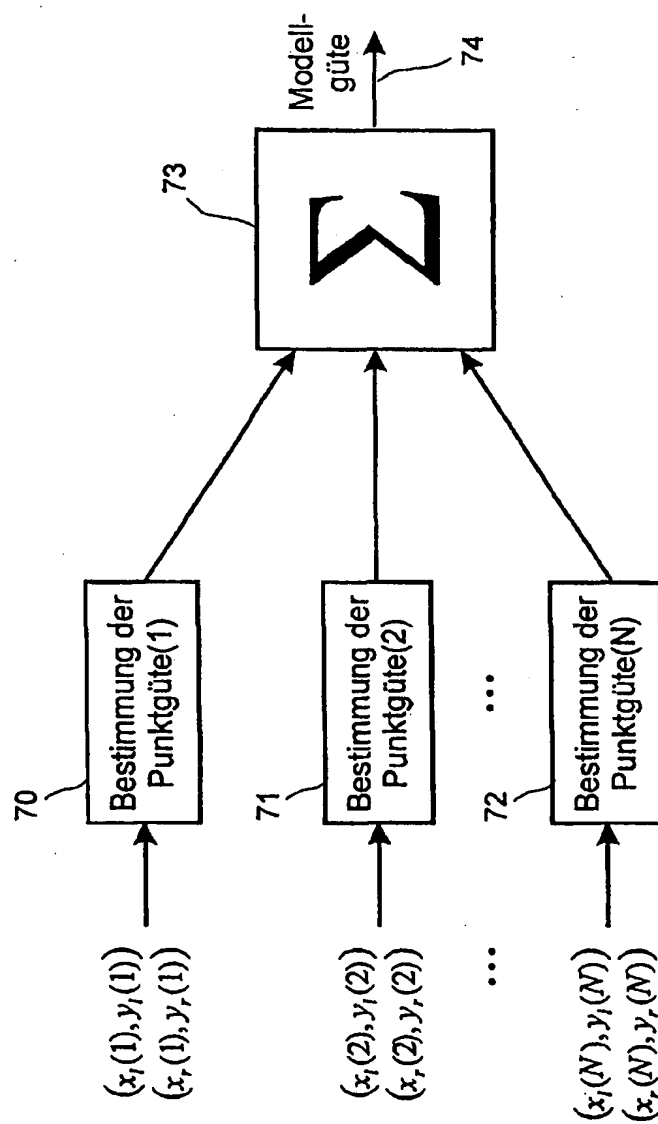 (x_l(1), y_l(1))
(x_r(1), y_r(1))
70
Bestimmung der
Punktgüte(1)
(x_l(2), y_l(2))
(x_r(2), y_r(2))
71
Bestimmung der
Punktgüte(2)
...
...
(x_l(N), y_l(N))
(x_r(N), y_r(N))
72
Bestimmung der
Punktgüte(N)
73
Σ
Modell-
güte
74